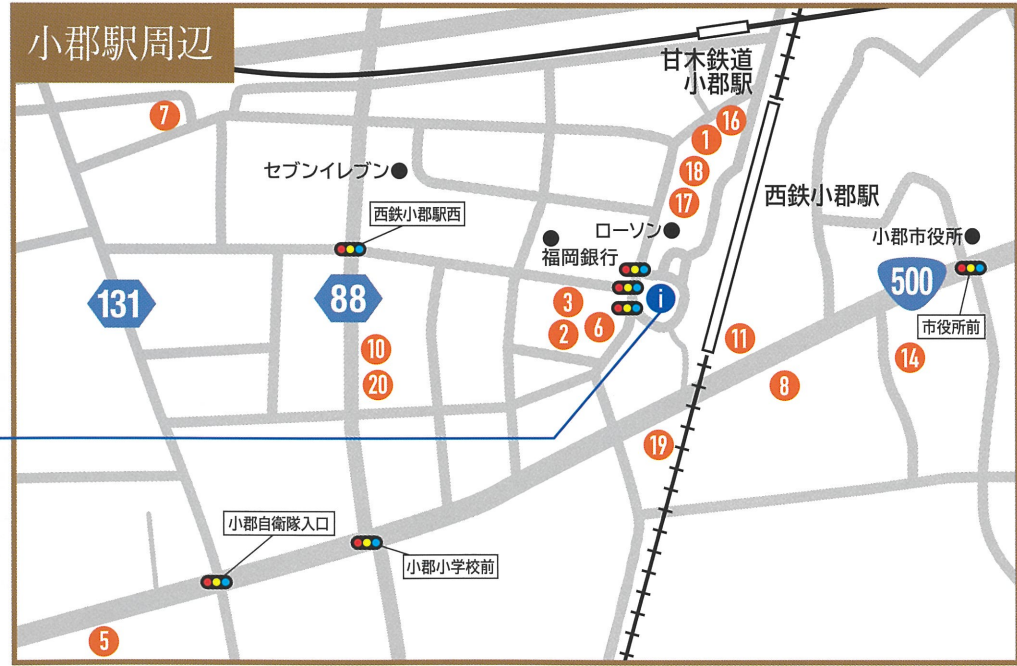 小郡駅周辺
甘木鉄道
小郡駅
7
16
1
18
17
セブンイレブン
西鉄小郡駅西
ローソン
福岡銀行
西鉄小郡駅
小郡市役所
131
88
500
i
3
2
6
市役所前
10
20
11
8
14
19
小郡自衛隊入口
小郡小学校前
5